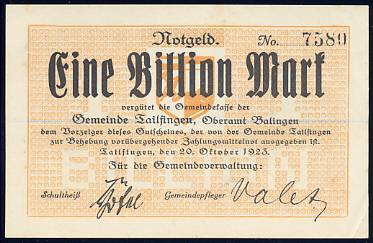 Notgeld. No. 7580
Eine Billion Mark
vergütet die Gemeindekasse der
Gemeinde Tailfingen, Oberamt Balingen
dem Vorzeiger dieses Gutscheines, der von der Gemeinde Tailfingen
zur Behebung vorübergehender Zahlungsmittelnot ausgegeben ist.
Tailfingen, den 20. Oktober 1923.
Für die Gemeindeverwaltung:
Schultheiß Gemeindepfleger Valet